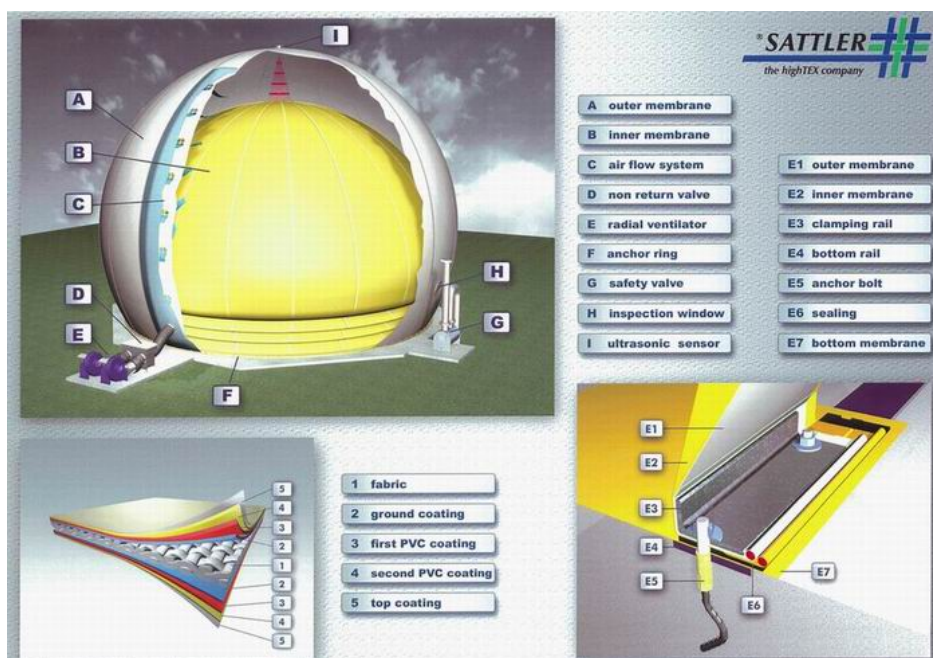 I
A
B
C
D
E
F
H
G
® SATTLER
the highTEX company
A outer membrane
B inner membrane
C air flow system
D non return valve
E radial ventilator
F anchor ring
G safety valve
H inspection window
I ultrasonic sensor
E1 outer membrane
E2 inner membrane
E3 clamping rail
E4 bottom rail
E5 anchor bolt
E6 sealing
E7 bottom membrane
5
4
3
2
1
2
3
4
5
1 fabric
2 ground coating
3 first PVC coating
4 second PVC coating
5 top coating
E1
E2
E3
E4
E5
E6
E7